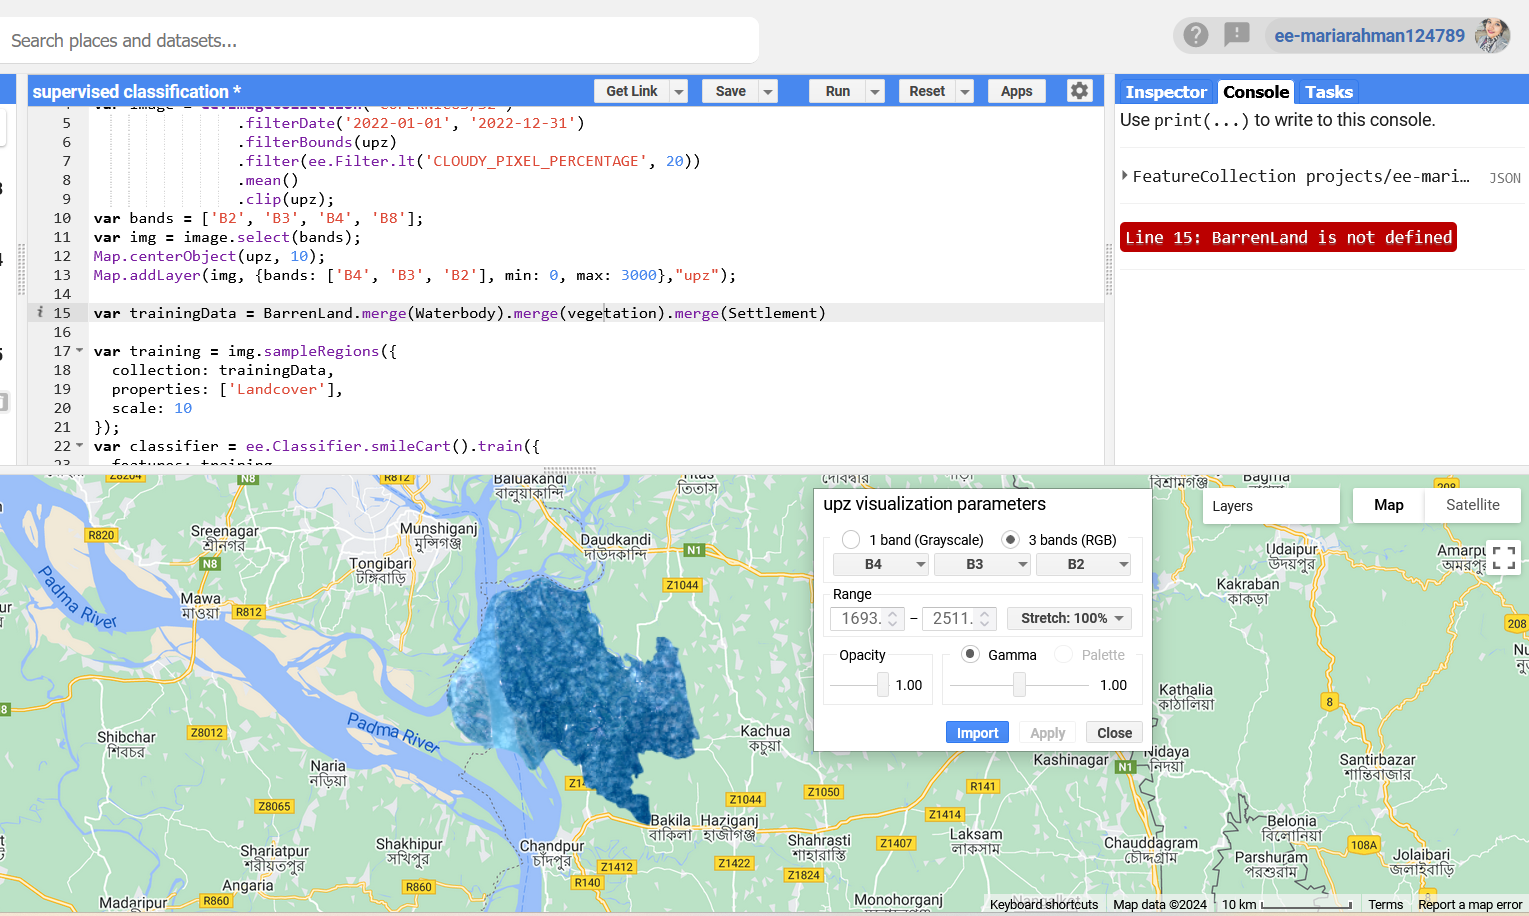 Search places and datasets...
ee-mariarahman124789
supervised classification *
Get Link
Save
Run
Reset
Apps
Inspector
Console
Tasks
5 .filterDate('2022-01-01', '2022-12-31')
6 .filterBounds(upz)
7 .filter(ee.Filter.lt('CLOUDY_PIXEL_PERCENTAGE', 20))
8 .mean()
9 .clip(upz);
10 var bands = ['B2', 'B3', 'B4', 'B8'];
11 var img = image.select(bands);
12 Map.centerObject(upz, 10);
13 Map.addLayer(img, {bands: ['B4', 'B3', 'B2'], min: 0, max: 3000},"upz");
14
i 15 var trainingData = BarrenLand.merge(Waterbody).merge(vegetation).merge(Settlement)
16
17 var training = img.sampleRegions({
18 collection: trainingData,
19 properties: ['Landcover'],
20 scale: 10
21 });
22 var classifier = ee.Classifier.smileCart().train({
Use print(...) to write to this console.
FeatureCollection projects/ee-mari…
JSON
Line 15: BarrenLand is not defined
upz visualization parameters
1 band (Grayscale)
3 bands (RGB)
B4
B3
B2
Range
1693.
–
2511.
Stretch: 100%
Opacity
1.00
Gamma
Palette
1.00
Import
Apply
Close
Layers
Map
Satellite
N8
R812
Baluakandi
বালুয়াকান্দি
তিতাস
R820
Sreenagar
শ্রীনগর
N8
Munshiganj
মুন্সিগঞ্জ
Daudkandi
দাউদকান্দি
N1
Tongibari
টঙ্গিবাড়ি
Z1044
Padma River
Mawa
মাওয়া
R812
Udaipur
উদয়পুর
Kakraban
কাকড়া
208
Kathalia
কাঠালিয়া
8
Shibchar
শিবচর
Z8012
Padma River
Kachua
কচুয়া
Naria
নড়িয়া
Kashinagar
N1
Nidaya
নিদয়া
Santirbazar
শান্তিবাজার
Z8065
Z1044
Z1050
R141
Z1414
Bakila
বাকিলা
Haziganj
হাজীগঞ্জ
Laksam
লাকসাম
Belonia
বিলোনিয়া
Shahrasti
শাহারাস্তি
Z1407
Chauddagram
চৌদ্দগ্রাম
108A
Shariatpur
শরীয়তপুর
Shakhipur
সখিপুর
Chandpur
চাঁদপুর
Z1412
Z1422
Parshuram
পরশুরাম
Jolaibari
জলাইবাড়ি
Angaria
R860
R140
Z1824
Madaripur
R860
Monohorganj
Keyboard shortcuts
Map data ©2024
10 km
Terms
Report a map error